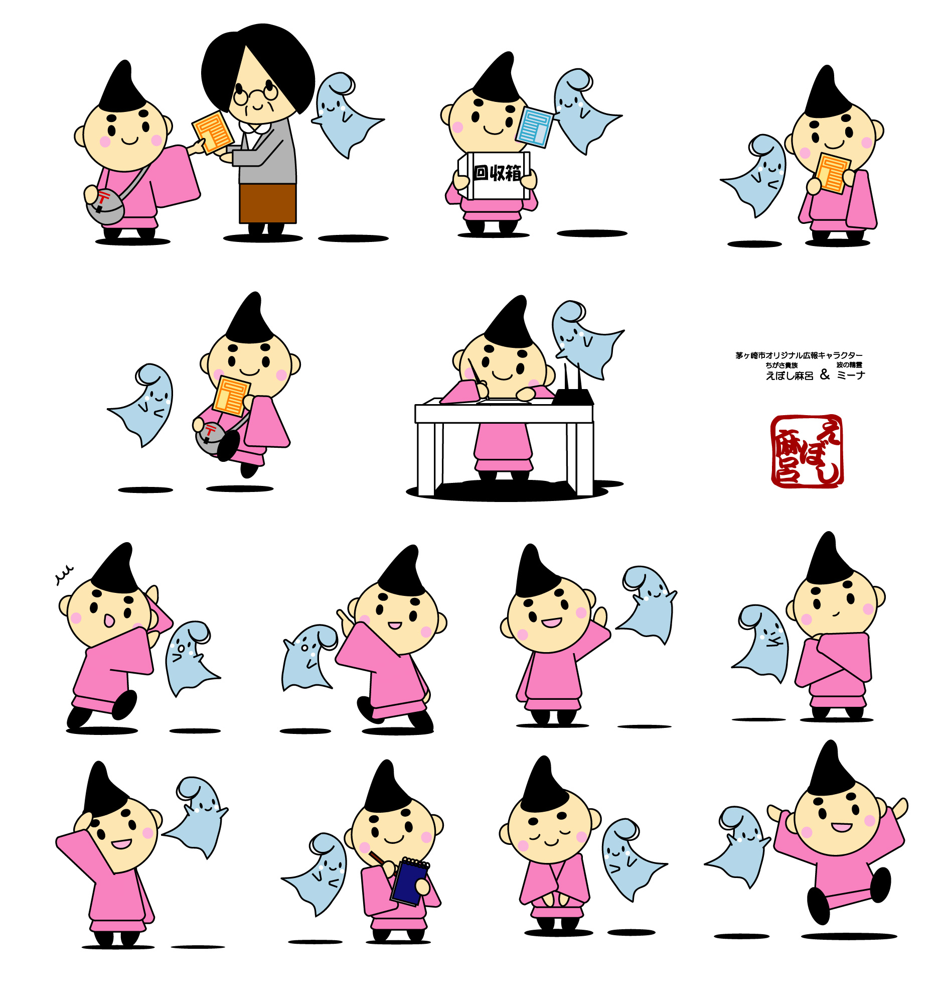 回収箱
茅ヶ崎市オリジナル広報キャラクター
ちがさ貴族 波の精霊
えぼし麻呂 & ミーナ
えぼし
麻呂